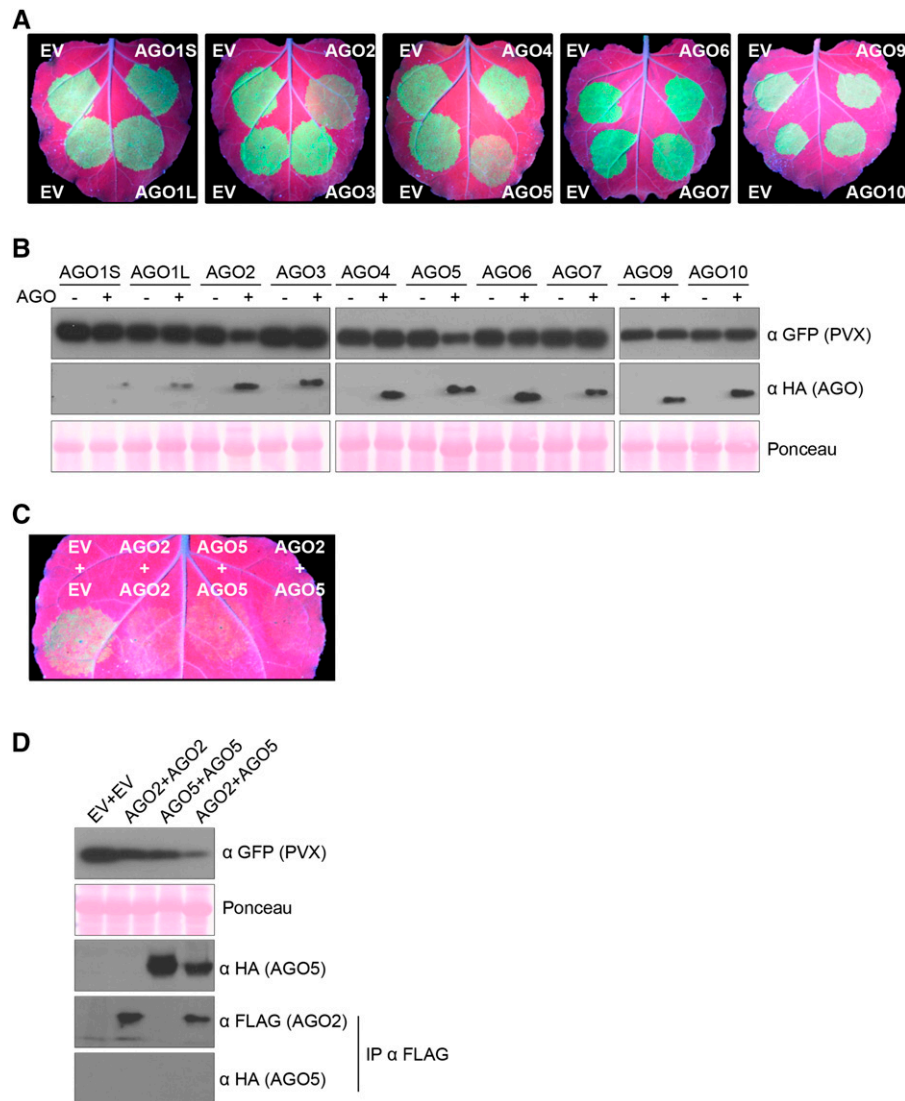 A
EV AGO1S EV AGO2 EV AGO4 EV AGO6 EV AGO9
EV AGO1L EV AGO3 EV AGO5 EV AGO7 EV AGO10
B
AGO1S AGO1L AGO2 AGO3 AGO4 AGO5 AGO6 AGO7 AGO9 AGO10
AGO - + - + - + - + - + - + - + - + - + - +
α GFP (PVX)
α HA (AGO)
Ponceau
C
EV AGO2 AGO5 AGO2
+ + + +
EV AGO2 AGO5 AGO5
D
EV+EV AGO2+AGO2 AGO5+AGO5 AGO2+AGO5
α GFP (PVX)
Ponceau
α HA (AGO5)
α FLAG (AGO2)
IP α FLAG
α HA (AGO5)